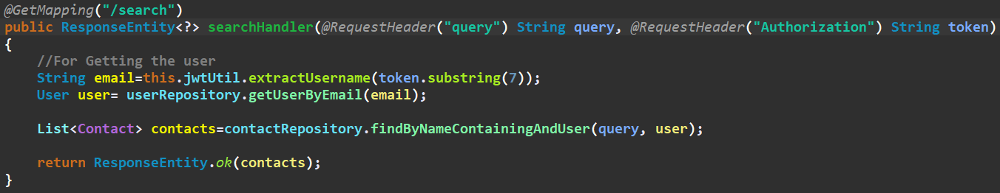 @GetMapping("/search")
public ResponseEntity<?> searchHandler(@RequestHeader("query") String query, @RequestHeader("Authorization") String token)
{
    //For Getting the user
    String email=this.jwtUtil.extractUsername(token.substring(7));
    User user= userRepository.getUserByEmail(email);

    List<Contact> contacts=contactRepository.findByNameContainingAndUser(query, user);

    return ResponseEntity.ok(contacts);
}